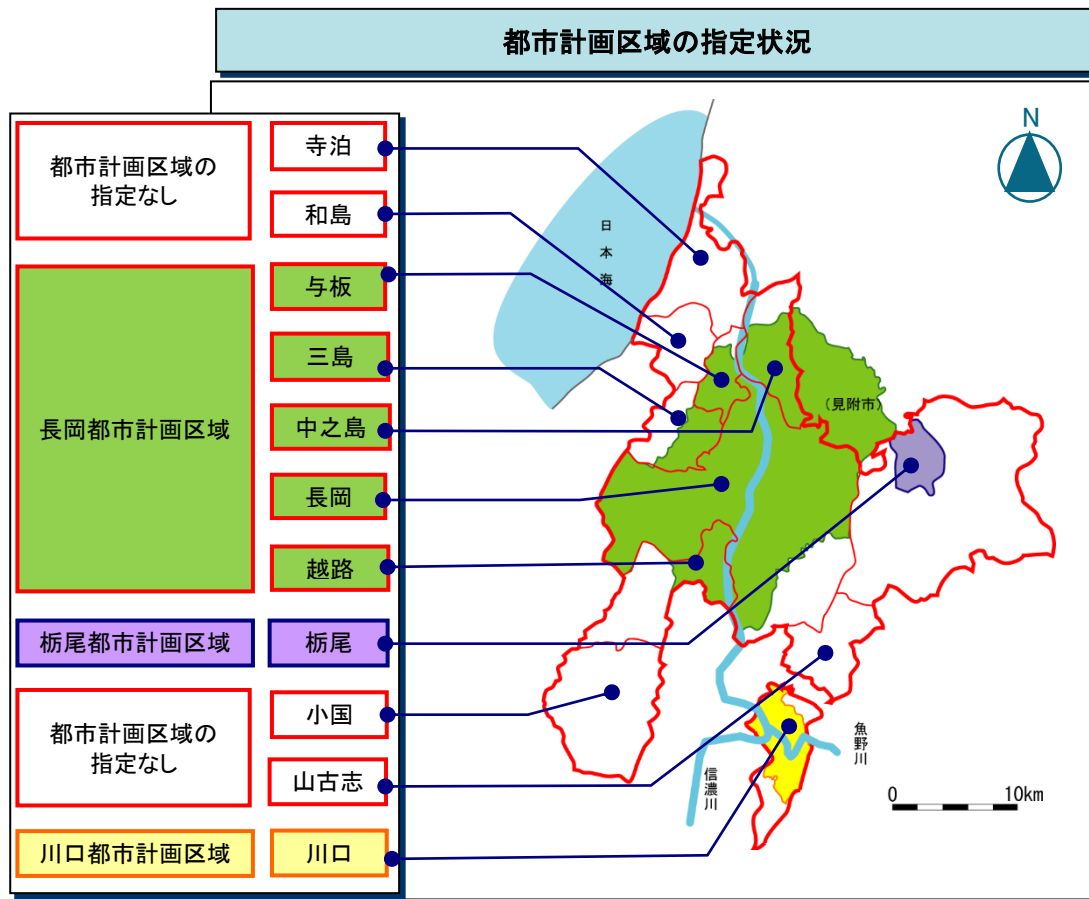 都市計画区域の指定状況
都市計画区域の
指定なし
寺泊
和島
長岡都市計画区域
与板
三島
中之島
長岡
越路
栃尾都市計画区域
栃尾
都市計画区域の
指定なし
小国
山古志
川口都市計画区域
川口
N
日本海
(見附市)
魚野川
信濃川
0 10km